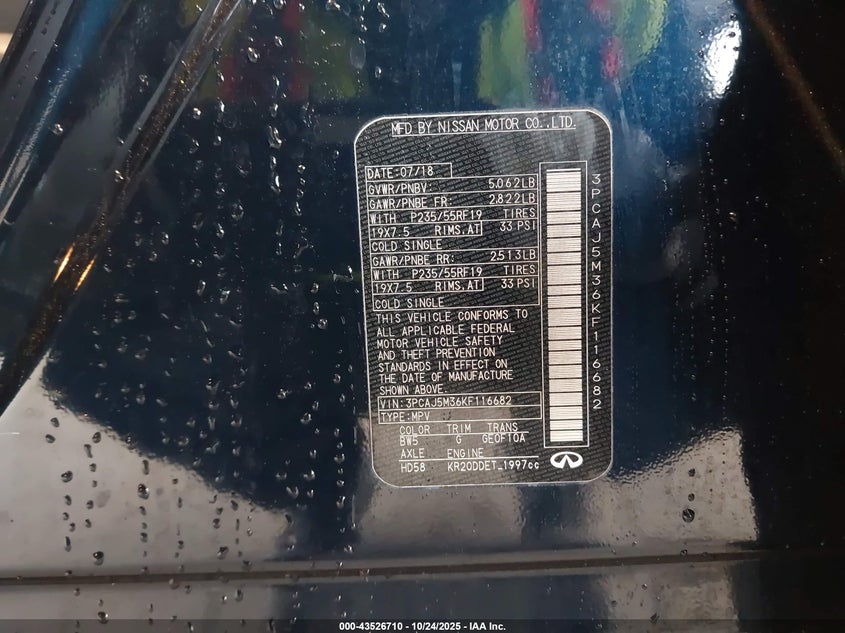 MFD BY NISSAN MOTOR CO.,LTD.
DATE:07/18
GVWR/PNBV: 5,062LB
GAWR/PNBE FR: 2,822LB
WITH P235/55RF19 TIRES
19X7.5 RIMS.AT 33 PSI
COLD SINGLE
GAWR/PNBE RR: 2513LB
WITH P235/55RF19 TIRES
19X7.5 RIMS.AT 33 PSI
COLD SINGLE
THIS VEHICLE CONFORMS TO
ALL APPLICABLE FEDERAL
MOTOR VEHICLE SAFETY
AND THEFT PREVENTION
STANDARDS IN EFFECT ON
THE DATE OF MANUFACTURE
SHOWN ABOVE.
VIN:3PCAJ5M36KF116682
TYPE:MPV
COLOR TRIM TRANS
BW5 G GEOF10A
AXLE ENGINE
HD58 KR20DDET_1997cc
3PCAJ5M36KF116682
000-43526710 - 10/24/2025 - IAA Inc.